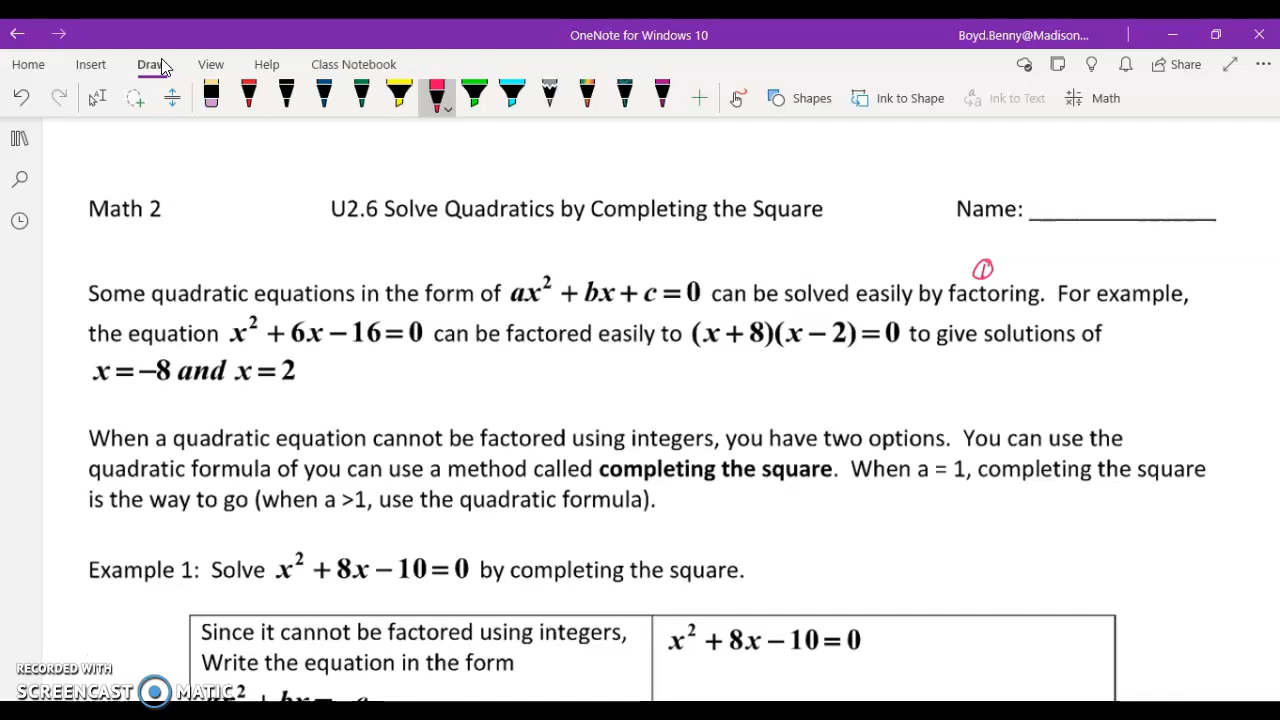 OneNote for Windows 10
Boyd.Benny@Madison...
Home Insert Draw View Help Class Notebook Share
Shapes Ink to Shape Ink to Text Math
Math 2 U2.6 Solve Quadratics by Completing the Square Name: ________________
①
Some quadratic equations in the form of ax² + bx + c = 0 can be solved easily by factoring. For example,
the equation x² + 6x − 16 = 0 can be factored easily to (x + 8)(x − 2) = 0 to give solutions of
x = −8 and x = 2
When a quadratic equation cannot be factored using integers, you have two options. You can use the
quadratic formula of you can use a method called completing the square. When a = 1, completing the square
is the way to go (when a >1, use the quadratic formula).
Example 1: Solve x² + 8x − 10 = 0 by completing the square.
Since it cannot be factored using integers,
Write the equation in the form
x² + 8x − 10 = 0
RECORDED WITH
SCREENCAST MATIC